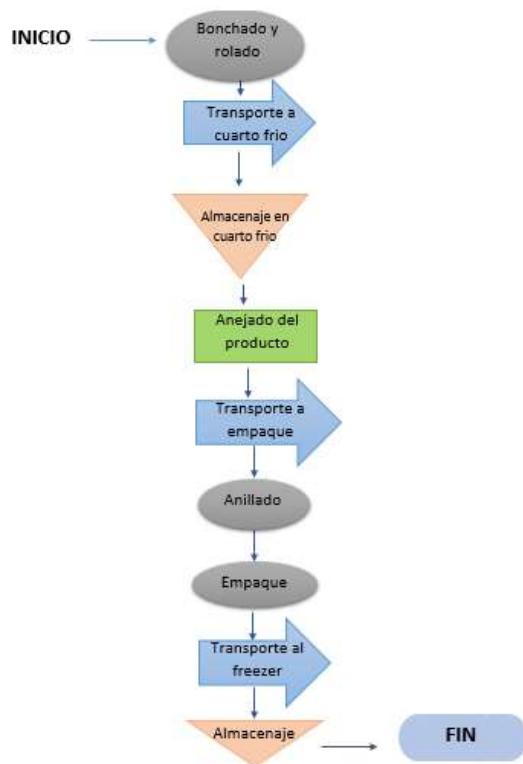 INICIO
Bonchado y
rolado
Transporte a
cuarto frio
Almacenaje en
cuarto frio
Anejado del
producto
Transporte a
empaque
Anillado
Empaque
Transporte al
freezer
Almacenaje
FIN